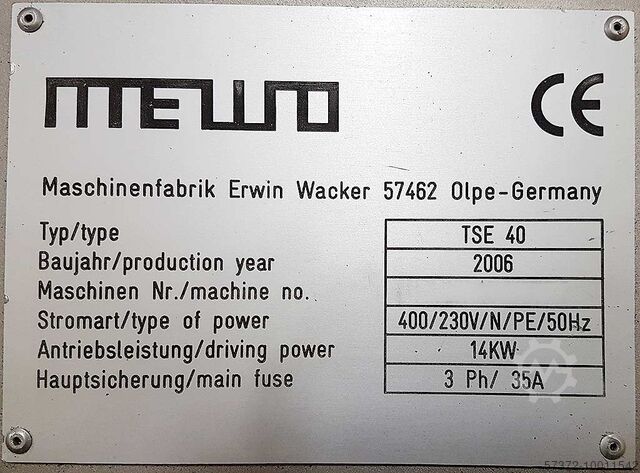 MEWO
CE
Maschinenfabrik Erwin Wacker 57462 Olpe-Germany
Typ/type TSE 40
Baujahr/production year 2006
Maschinen Nr./machine no.
Stromart/type of power 400/230V/N/PE/50Hz
Antriebsleistung/driving power 14KW
Hauptsicherung/main fuse 3 Ph/ 35A